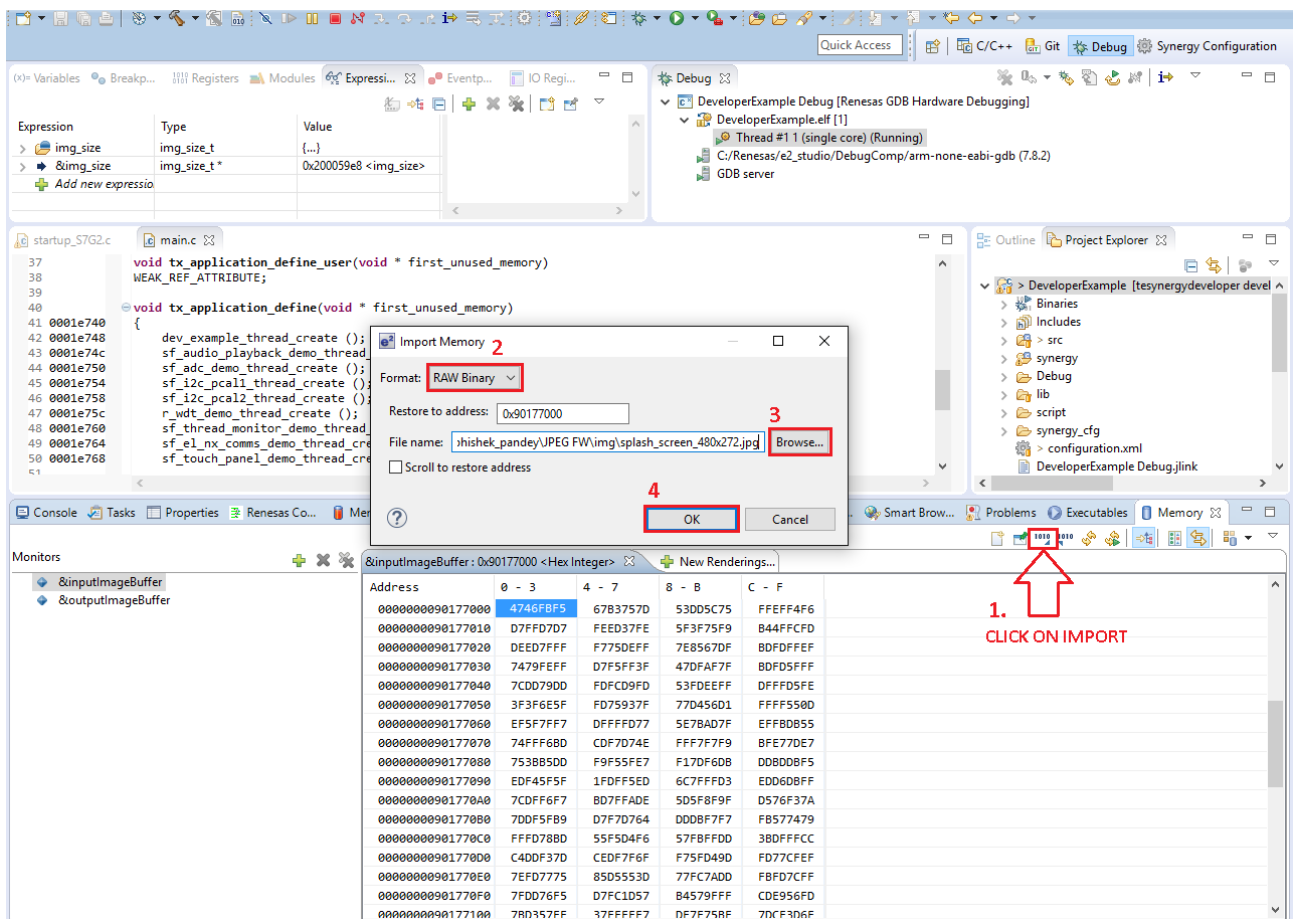 Quick Access
C/C++ Git Debug Synergy Configuration
(x)= Variables Breakp... Registers Modules Expressi... Eventp... IO Regi...
Expression Type Value
img_size img_size_t {...}
&img_size img_size_t * 0x200059e8 <img_size>
Add new expressio
Debug
DeveloperExample Debug [Renesas GDB Hardware Debugging]
DeveloperExample.elf [1]
Thread #1 1 (single core) (Running)
C:/Renesas/e2_studio/DebugComp/arm-none-eabi-gdb (7.8.2)
GDB server
startup_S7G2.c main.c
37 void tx_application_define_user(void * first_unused_memory)
38 WEAK_REF_ATTRIBUTE;
39
40 void tx_application_define(void * first_unused_memory)
41 0001e740 {
42 0001e748 dev_example_thread_create ();
43 0001e74c sf_audio_playback_demo_thread_
44 0001e750 sf_adc_demo_thread_create ();
45 0001e754 sf_i2c_pcal1_thread_create ();
46 0001e758 sf_i2c_pcal2_thread_create ();
47 0001e75c r_wdt_demo_thread_create ();
48 0001e760 sf_thread_monitor_demo_thread_
49 0001e764 sf_el_nx_comms_demo_thread_cre
50 0001e768 sf_touch_panel_demo_thread_cre
51
Outline Project Explorer
> DeveloperExample [tesynergydeveloper devel
Binaries
Includes
> src
synergy
Debug
lib
script
synergy_cfg
> configuration.xml
DeveloperExample Debug.jlink
Import Memory
2
Format: RAW Binary
Restore to address: 0x90177000
3
File name: ohishek_pandey\JPEG FW\img\splash_screen_480x272.jpg Browse...
Scroll to restore address
4
? OK Cancel
Console Tasks Properties Renesas Co... Me
Smart Brow... Problems Executables Memory
1.
CLICK ON IMPORT
Monitors
&inputImageBuffer
&outputImageBuffer
&inputImageBuffer : 0x90177000 <Hex Integer> New Renderings...
Address 0 - 3 4 - 7 8 - B C - F
0000000090177000 4746FBF5 67B3757D 53DD5C75 FFEFF4F6
0000000090177010 D7FFD7D7 FEED37FE 5F3F75F9 B44FFCFD
0000000090177020 DEED7FFF F775DEFF 7E8567DF BDFDFFEF
0000000090177030 7479FEFF D7F5FF3F 47DFAF7F BDFD5FFF
0000000090177040 7CDD79DD FDFCD9FD 53FDEEFF DFFFD5FE
0000000090177050 3F3F6E5F FD75937F 77D456D1 FFFF550D
0000000090177060 EF5F7FF7 DFFFFD77 5E7BAD7F EFFBDB55
0000000090177070 74FFF6BD CDF7D74E FFF7F7F9 BFE77DE7
0000000090177080 753BB5DD F9F55FE7 F17DF6DB DDBDDBF5
0000000090177090 EDF45F5F 1FDFF5ED 6C7FFFD3 EDD6DBFF
00000000901770A0 7CDFF6F7 BD7FFADE 5D5F8F9F D576F37A
00000000901770B0 7DDF5FB9 D7F7D764 DDDBF7F7 FB577479
00000000901770C0 FFFD78BD 55F5D4F6 57FBFFDD 3BDFFFCC
00000000901770D0 C4DDF37D CEDF7F6F F75FD49D FD77CFEF
00000000901770E0 7EFD7775 85D5553D 77FC7ADD FBFD7CFF
00000000901770F0 7FDD76F5 D7FC1D57 B4579FFF CDE956FD
0000000090177100 7BD357FF 37FFFFF7 DF7F75BF 7DCF3D6F